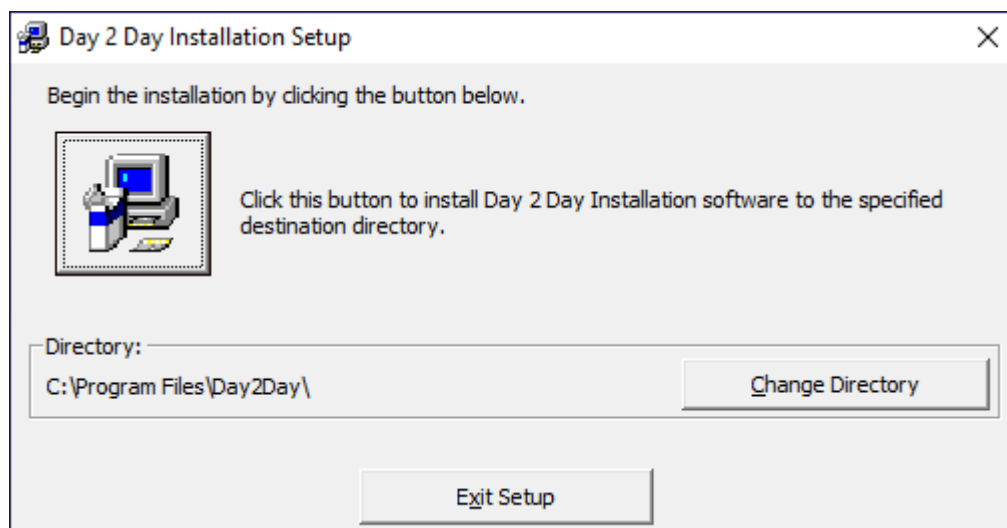 Day 2 Day Installation Setup
Begin the installation by clicking the button below.
Click this button to install Day 2 Day Installation software to the specified
destination directory.
Directory:
C:\Program Files\Day2Day\
Change Directory
Exit Setup